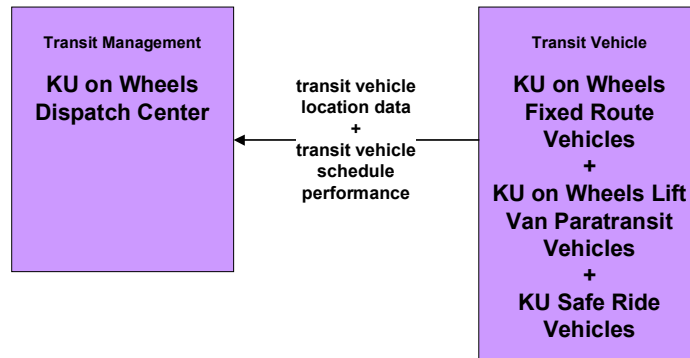 Transit Management
KU on Wheels
Dispatch Center
transit vehicle
location data
+
transit vehicle
schedule
performance
Transit Vehicle
KU on Wheels
Fixed Route
Vehicles
+
KU on Wheels Lift
Van Paratransit
Vehicles
+
KU Safe Ride
Vehicles